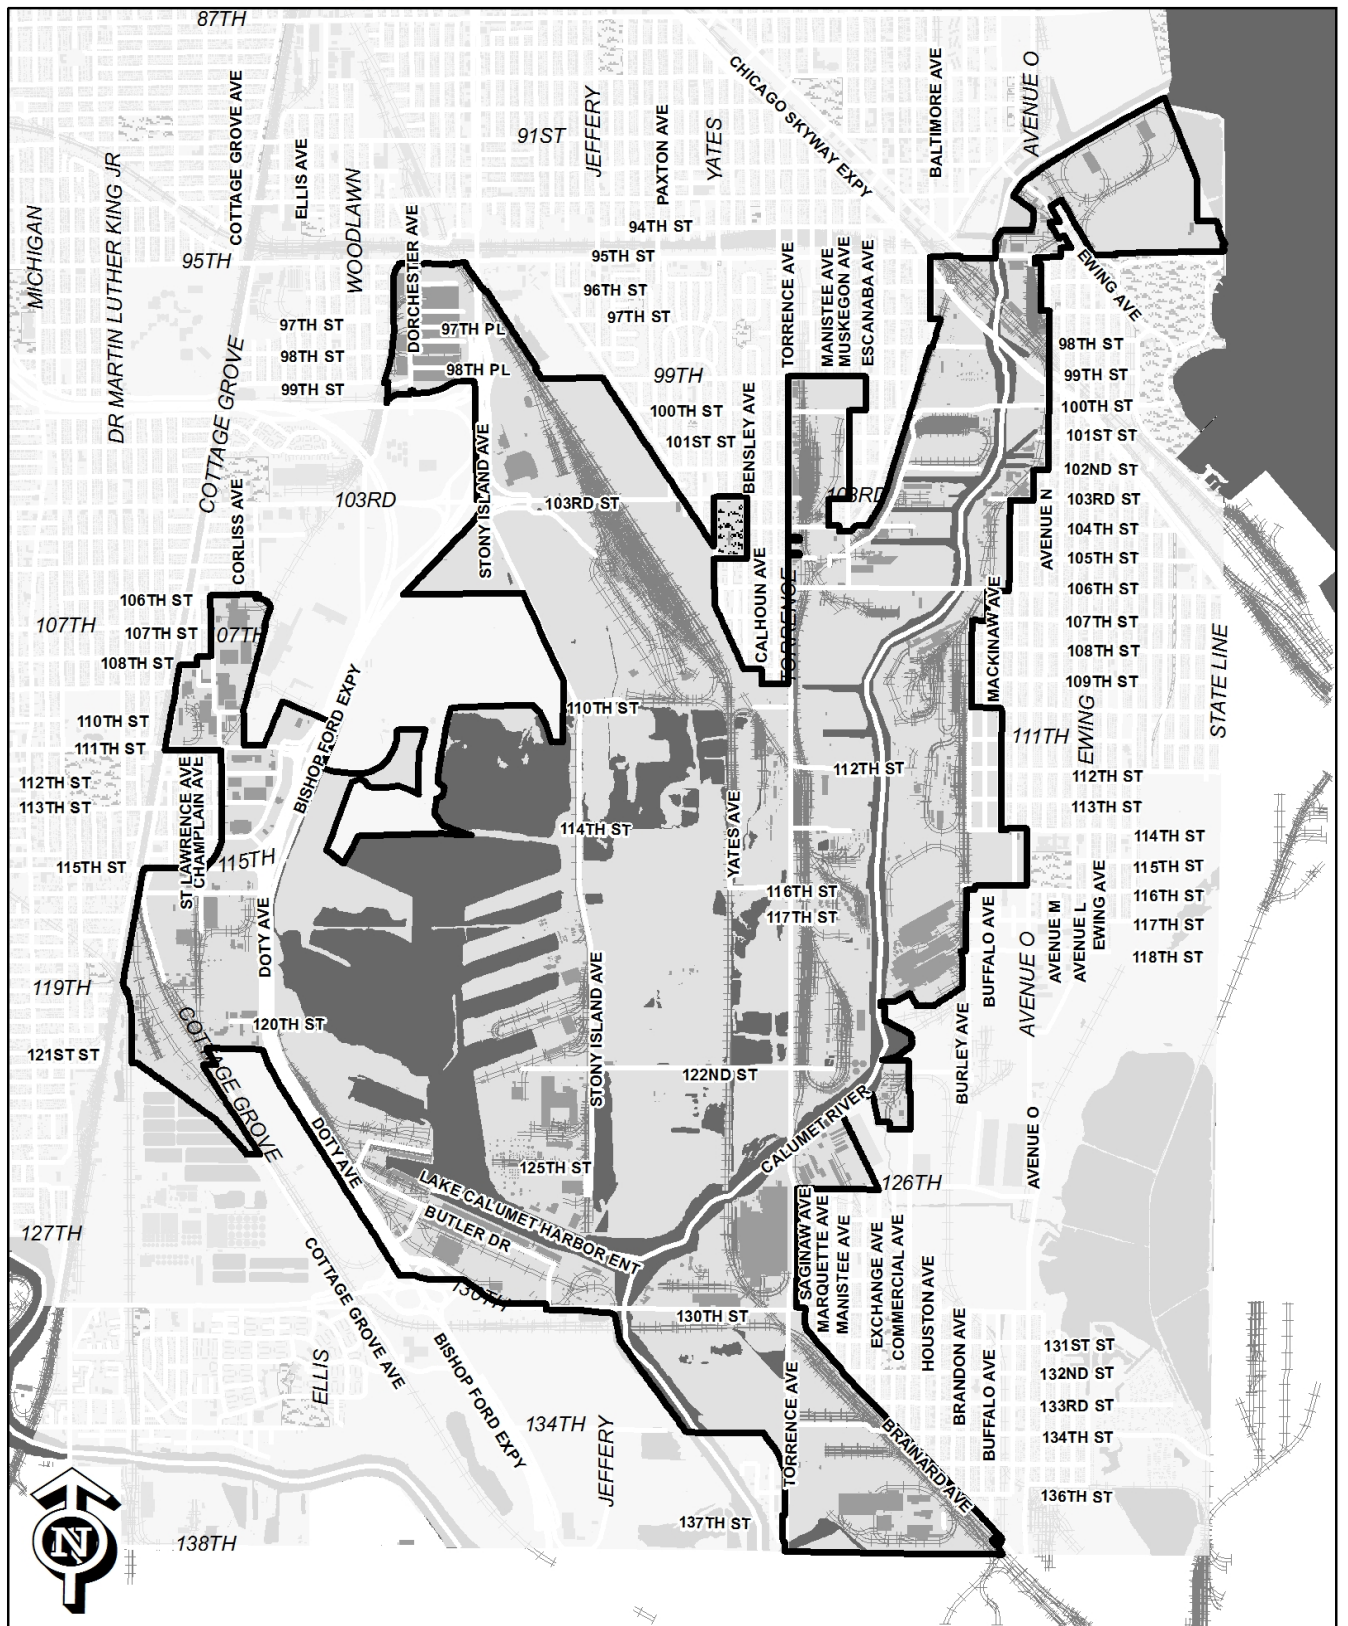 87TH
COTTAGE GROVE AVE
ELLIS AVE
WOODLAWN
DR MARTIN LUTHER KING JR
MICHIGAN
91ST
JEFFERY
PAXTON AVE
YATES
CHICAGO SKYWAY EXPY
BALTIMORE AVE
AVENUE O
94TH ST
95TH
95TH ST
96TH ST
97TH ST
DORCHESTER AVE
97TH ST
98TH ST
99TH ST
97TH PL
98TH PL
99TH
100TH ST
101ST ST
BENSLEY AVE
TORRENCE AVE
MANISTEE AVE
MUSKEGON AVE
ESCANABA AVE
EWING AVE
98TH ST
99TH ST
100TH ST
101ST ST
102ND ST
103RD ST
104TH ST
105TH ST
106TH ST
107TH ST
108TH ST
109TH ST
AVENUE N
MACKINAW AVE
COTTAGE GROVE
CORLISS AVE
103RD
STONY ISLAND AVE
103RD ST
103RD
CALHOUN AVE
TORRENCE
106TH ST
107TH
107TH ST
07TH
108TH ST
110TH ST
111TH ST
112TH ST
113TH ST
ST LAWRENCE AVE
CHAMPLAIN AVE
BISHOP FORD EXPY
110TH ST
111TH
EWING
STATE LINE
112TH ST
112TH ST
113TH ST
114TH ST
114TH ST
YATES AVE
115TH ST
115TH
115TH ST
116TH ST
116TH ST
117TH ST
117TH ST
118TH ST
EWING AVE
AVENUE L
AVENUE M
AVENUE O
BUFFALO AVE
BURLEY AVE
DOTY AVE
STONY ISLAND AVE
119TH
COTTAGE GROVE
120TH ST
121ST ST
122ND ST
CALUMET RIVER
DOTY AVE
125TH ST
LAKE CALUMET HARBOR ENT
BUTLER DR
126TH
AVENUE O
127TH
COTTAGE GROVE AVE
130TH
130TH ST
SAGINAW AVE
MARQUETTE AVE
MANISTEE AVE
EXCHANGE AVE
COMMERCIAL AVE
HOUSTON AVE
BRANDON AVE
BUFFALO AVE
131ST ST
132ND ST
133RD ST
134TH ST
136TH ST
ELLIS
BISHOP FORD EXPY
134TH
JEFFERY
TORRENCE AVE
BRAINARD AVE
137TH ST
138TH
N